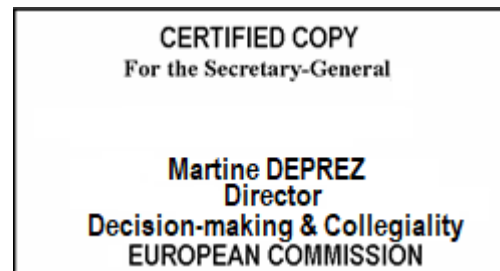 CERTIFIED COPY
For the Secretary-General
Martine DEPREZ
Director
Decision-making & Collegiality
EUROPEAN COMMISSION